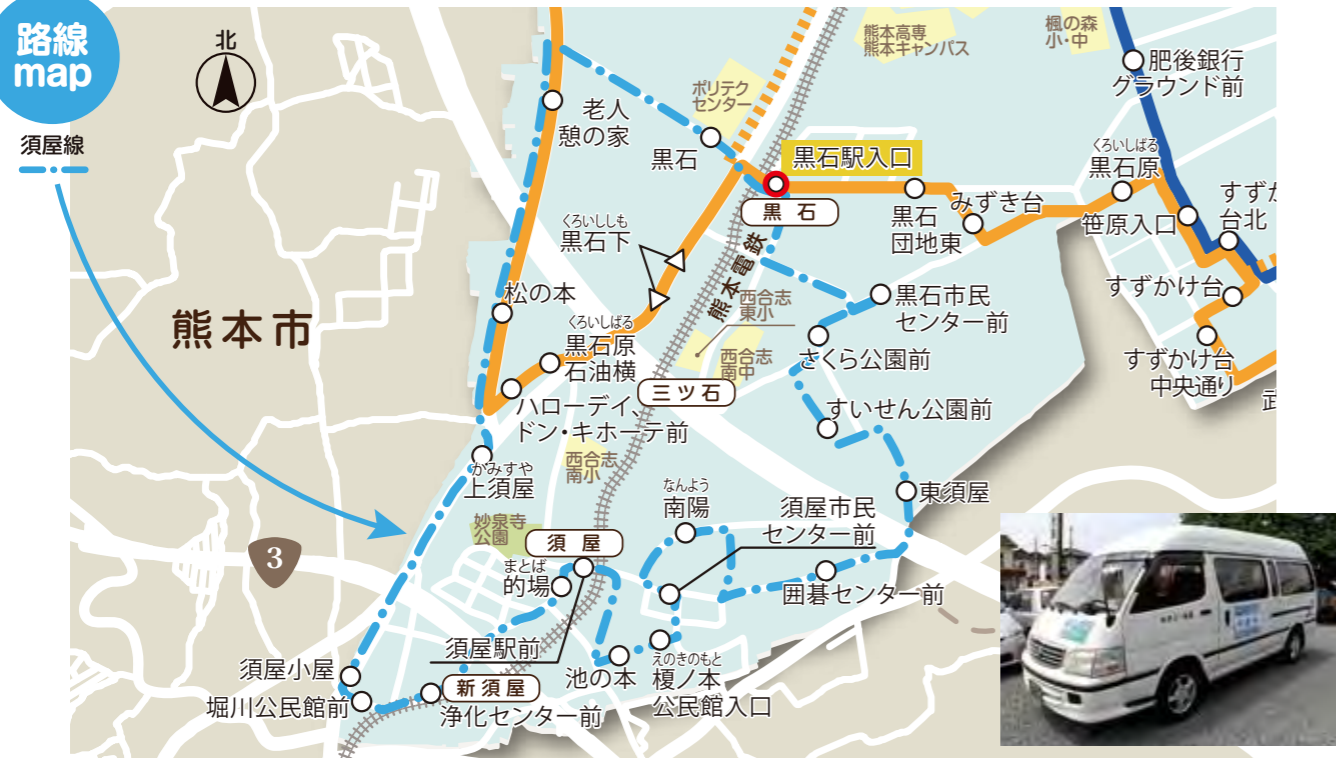 路線
map
北
須屋線
熊本市
3
老人
憩の家
ポリテク
センター
黒石
熊本高専
熊本キャンパス
楓の森
小・中
肥後銀行
グラウンド前
黒石駅入口
黒石
黒石
団地東
みずき台
くろいしばる
黒石原
笹原入口
すずか
台北
すずかけ台
すずかけ台
中央通り
武
くろいししも
黒石下
熊本電鉄
松の本
くろいしばる
黒石原
石油横
ハローデイ、
ドン・キホーテ前
西合志
東小
西合志
南中
三ツ石
黒石市民
センター前
さくら公園前
すいせん公園前
東須屋
かみすや
上須屋
西合志
南小
妙泉寺
公園
須屋
まとば
的場
なんよう
南陽
須屋市民
センター前
囲碁センター前
須屋駅前
須屋小屋
堀川公民館前
新須屋
浄化センター前
池の本
えのきのもと
榎ノ本
公民館入口